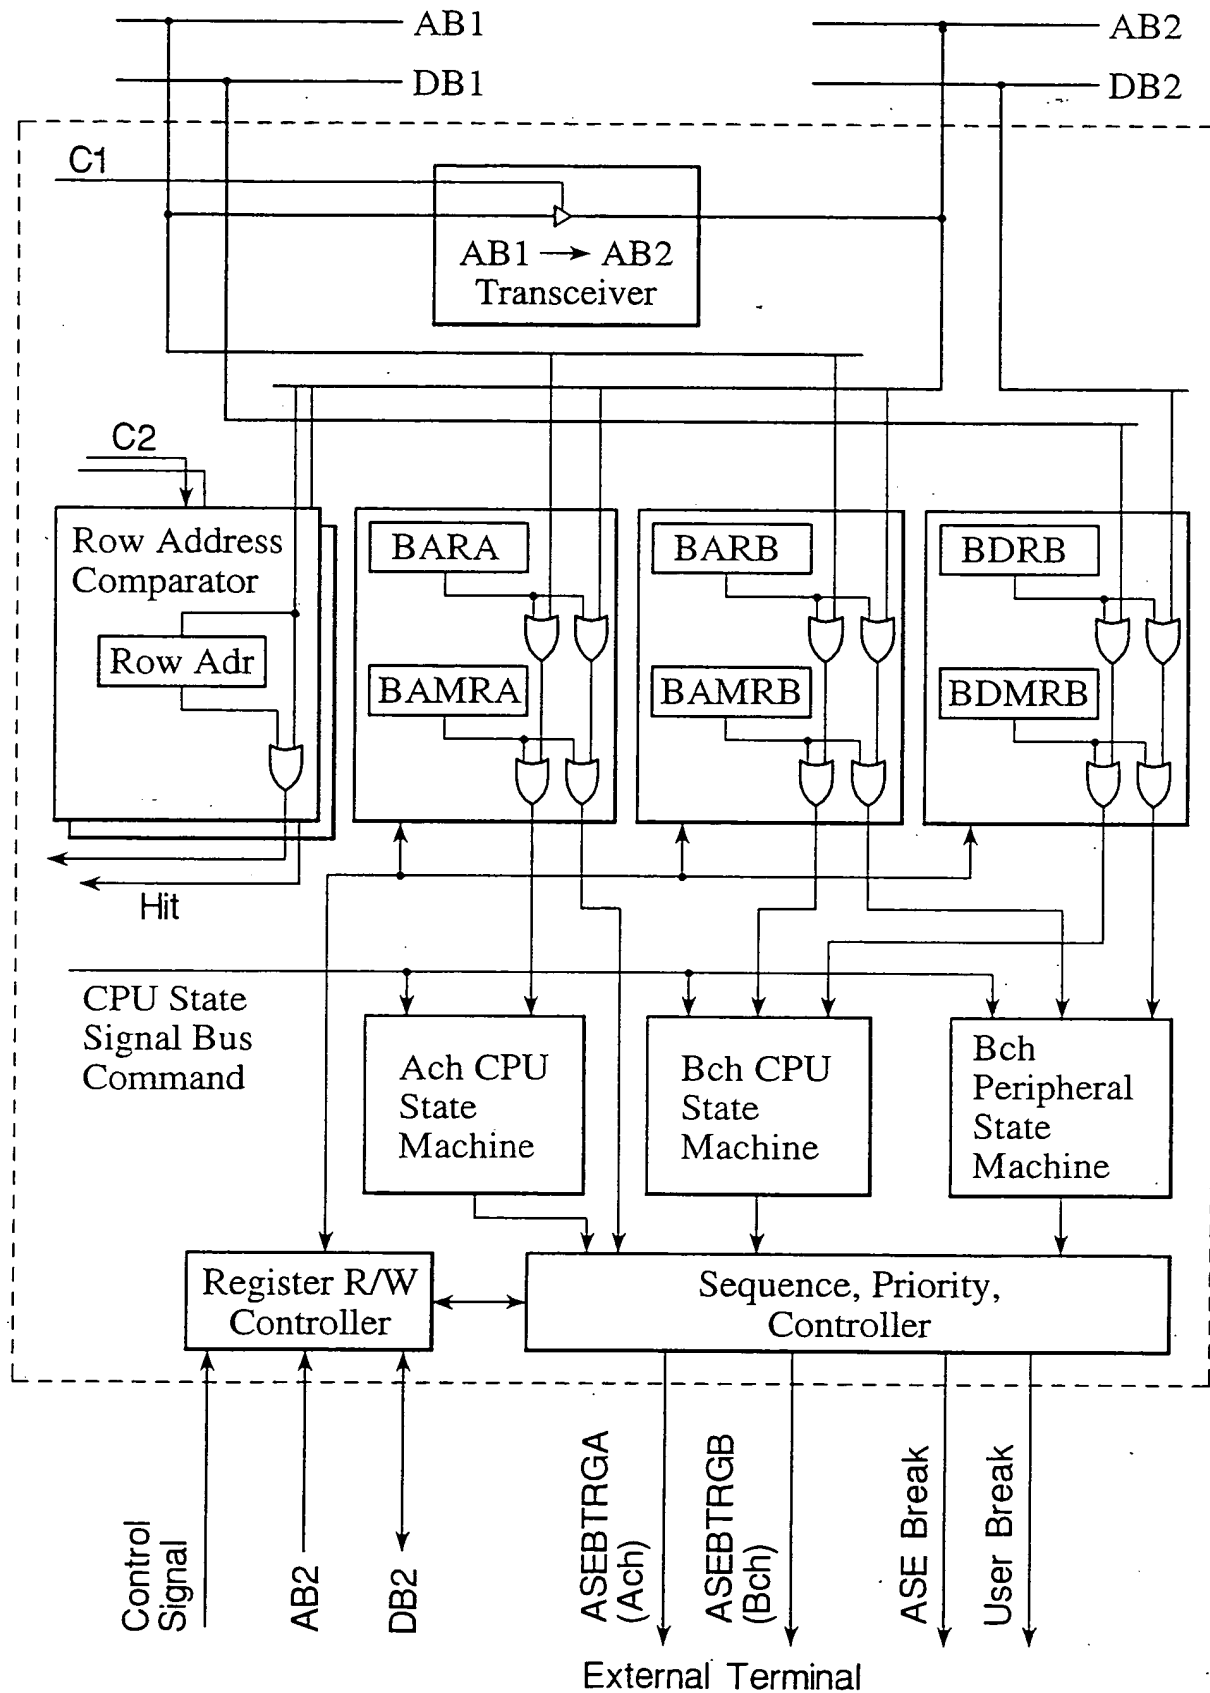 AB1
AB2
DB1
DB2
C1
AB1 → AB2
Transceiver
C2
Row Address
Comparator
Row Adr
BARA
BAMRA
BARB
BAMRB
BDRB
BDMRB
Hit
CPU State
Signal Bus
Command
Ach CPU
State
Machine
Bch CPU
State
Machine
Bch
Peripheral
State
Machine
Register R/W
Controller
Sequence, Priority,
Controller
Control
Signal
AB2
DB2
ASEBTRGA
(Ach)
ASEBTRGB
(Bch)
ASE Break
User Break
External Terminal